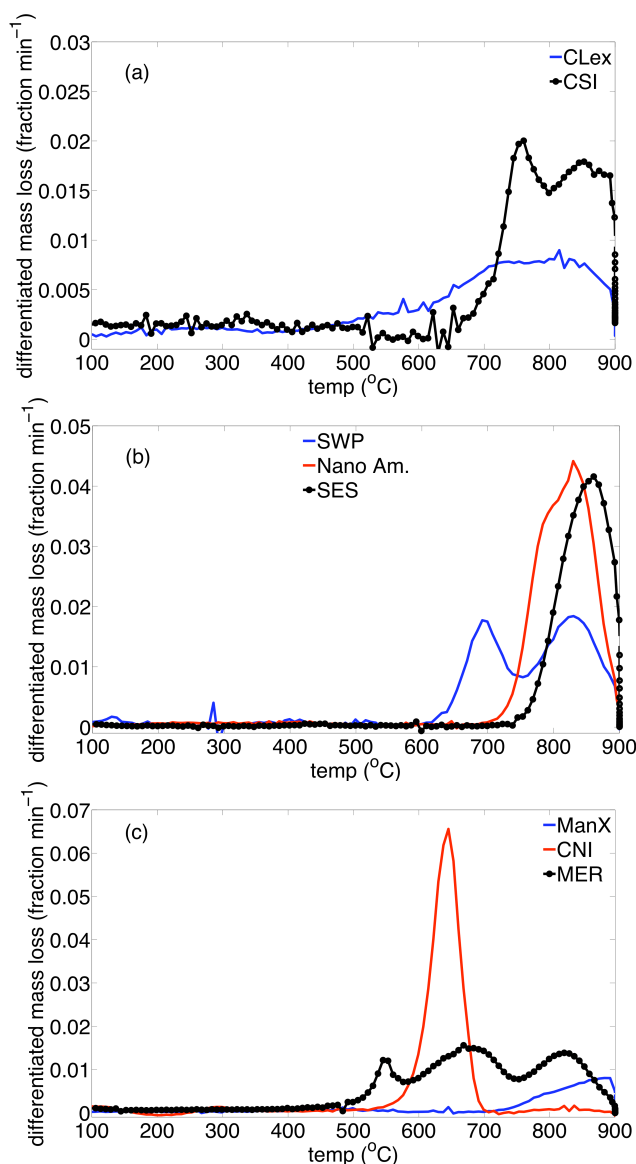 (a)
CLex
CSI
differentiated mass loss (fraction min⁻¹)
0.03
0.025
0.02
0.015
0.01
0.005
0
100 200 300 400 500 600 700 800 900
temp (°C)
(b)
SWP
Nano Am.
SES
differentiated mass loss (fraction min⁻¹)
0.05
0.04
0.03
0.02
0.01
0
100 200 300 400 500 600 700 800 900
temp (°C)
(c)
ManX
CNI
MER
differentiated mass loss (fraction min⁻¹)
0.07
0.06
0.05
0.04
0.03
0.02
0.01
0
100 200 300 400 500 600 700 800 900
temp (°C)